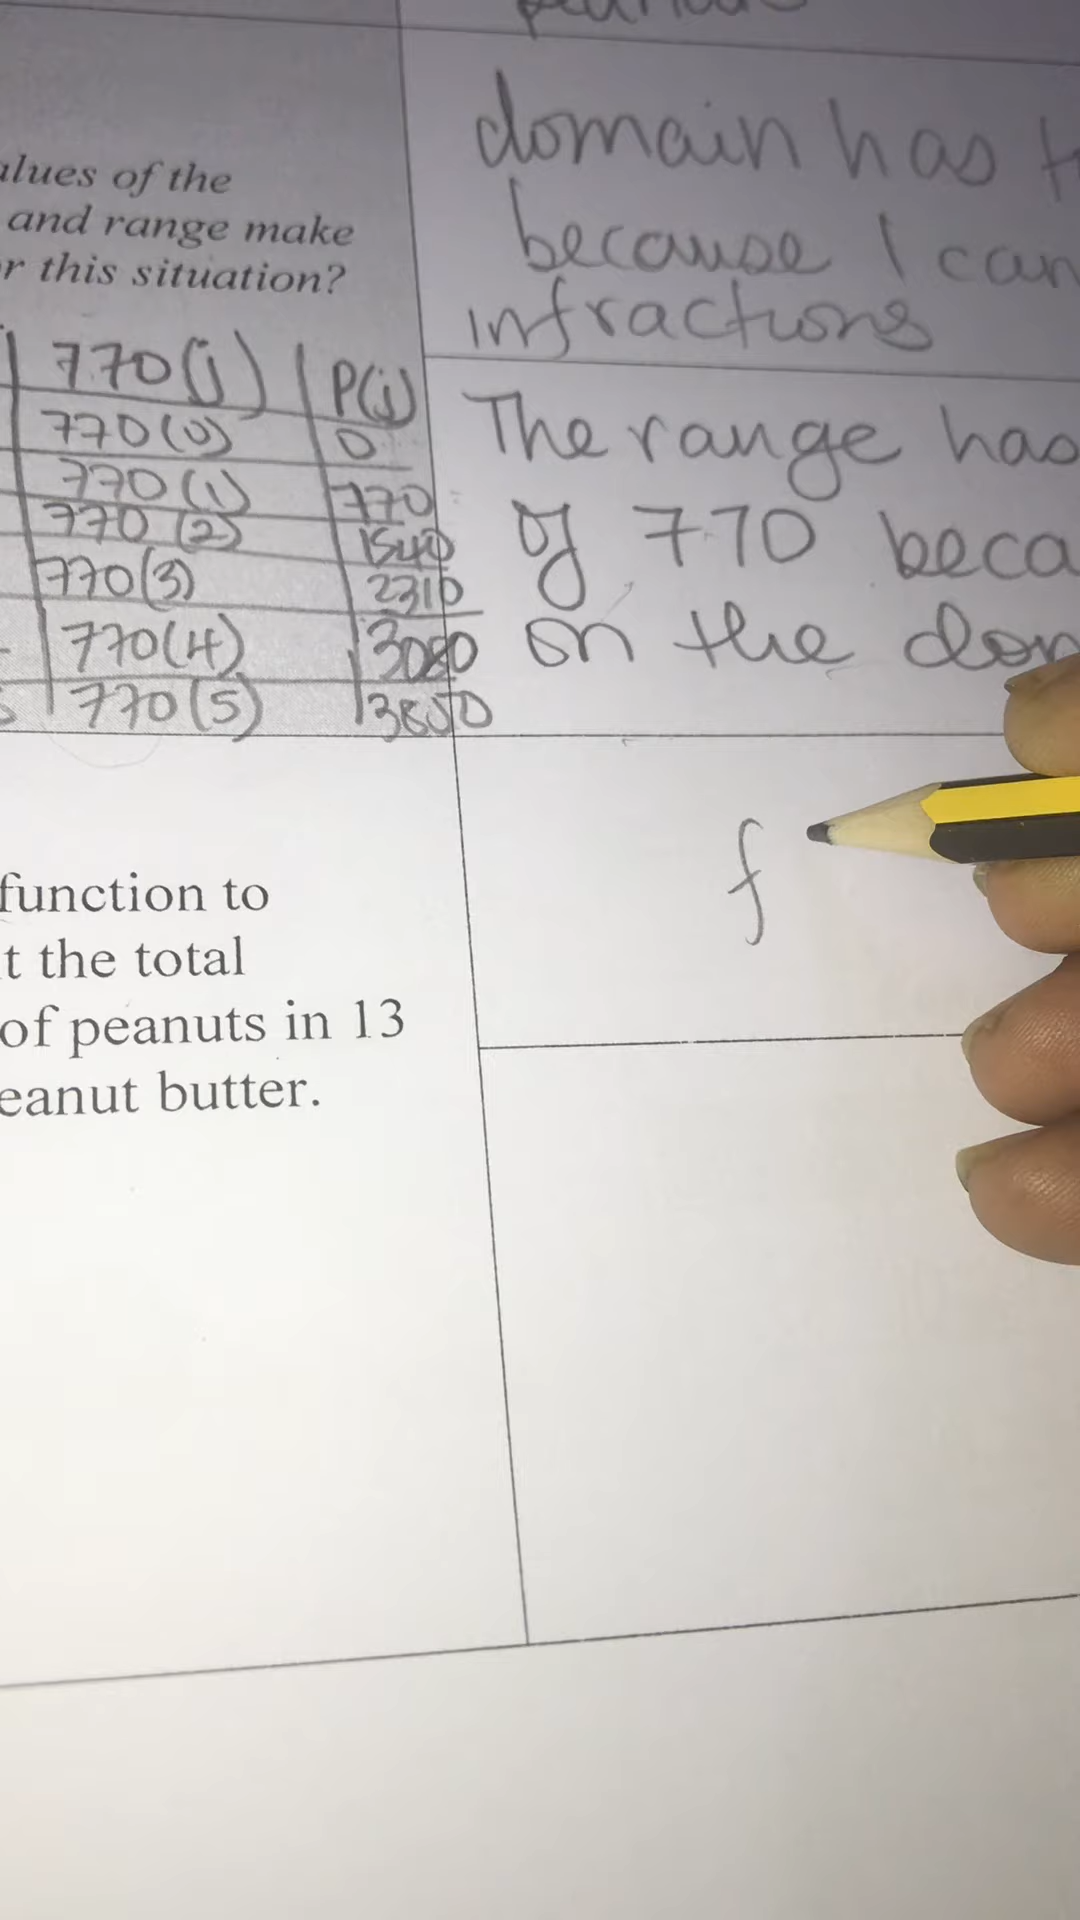 domain has
because I can
infractions
alues of the
and range make
r this situation?
770(j) P(j)
770(0) 0
770(1) 770
770(2) 1540
770(3) 2310
770(4) 3080
770(5) 3850
The range has
of 770 beca
on the dom
function to
t the total
of peanuts in 13
eanut butter.
f